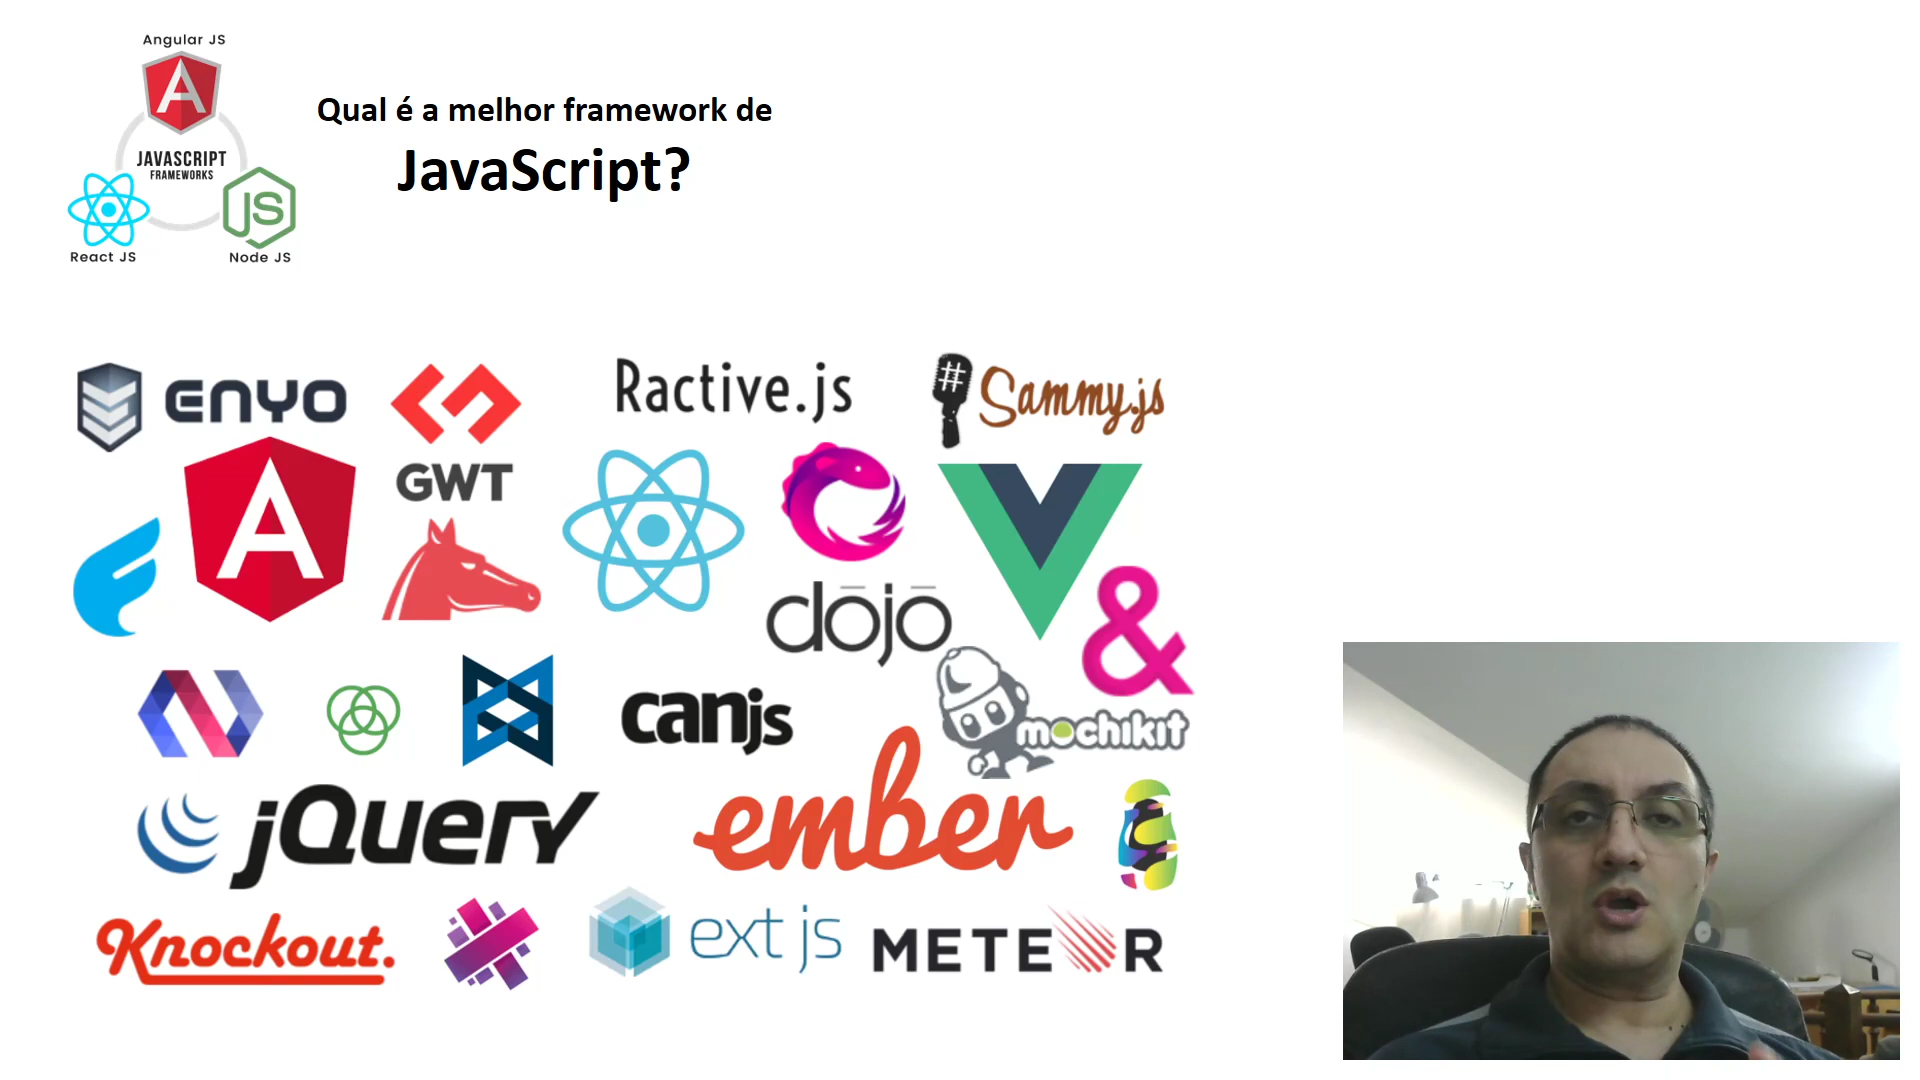 Angular JS
JAVASCRIPT
FRAMEWORKS
React JS
Node JS
Qual é a melhor framework de
JavaScript?
ENYO
GWT
Ractive.js
Sammy.js
dōjō
&
canjs
mochikit
jQuery
ember
Knockout.
ext js
METEOR